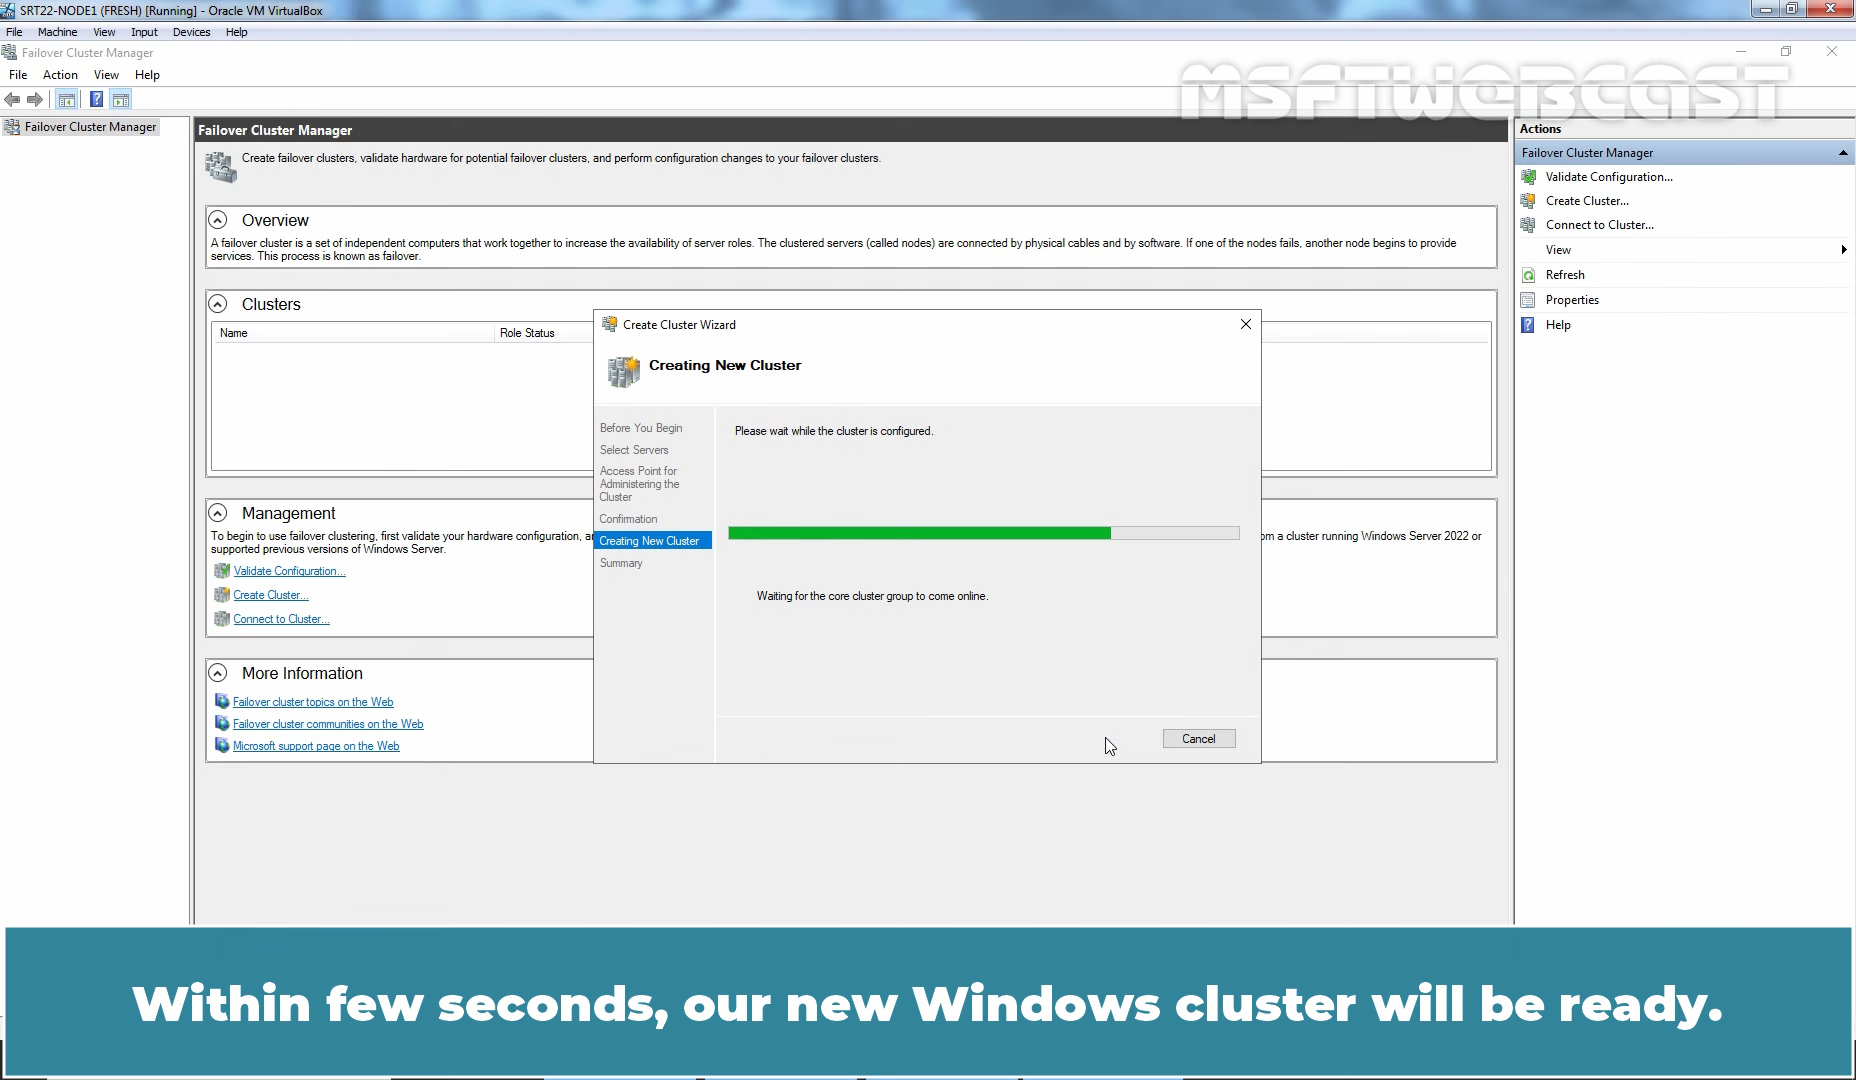 SRT22-NODE1 (FRESH) [Running] - Oracle VM VirtualBox
File Machine View Input Devices Help
Failover Cluster Manager
File Action View Help
MSFTWEBCAST
Failover Cluster Manager
Failover Cluster Manager
Create failover clusters, validate hardware for potential failover clusters, and perform configuration changes to your failover clusters.
Overview
A failover cluster is a set of independent computers that work together to increase the availability of server roles. The clustered servers (called nodes) are connected by physical cables and by software. If one of the nodes fails, another node begins to provide
services. This process is known as failover.
Clusters
Name Role Status
Management
To begin to use failover clustering, first validate your hardware configuration, a
om a cluster running Windows Server 2022 or
supported previous versions of Windows Server.
Validate Configuration...
Create Cluster...
Connect to Cluster...
More Information
Failover cluster topics on the Web
Failover cluster communities on the Web
Microsoft support page on the Web
Create Cluster Wizard
Creating New Cluster
Before You Begin
Select Servers
Access Point for
Administering the
Cluster
Confirmation
Creating New Cluster
Summary
Please wait while the cluster is configured.
Waiting for the core cluster group to come online.
Cancel
Actions
Failover Cluster Manager
Validate Configuration...
Create Cluster...
Connect to Cluster...
View
Refresh
Properties
Help
Within few seconds, our new Windows cluster will be ready.